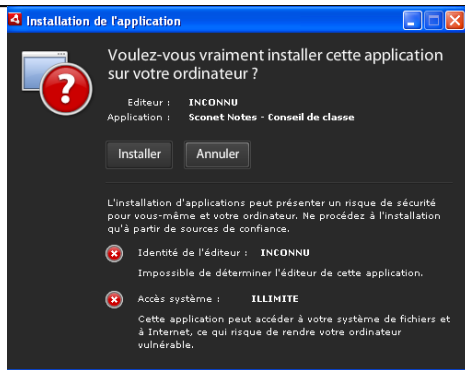 Installation de l'application
Voulez-vous vraiment installer cette application
sur votre ordinateur ?
Editeur : INCONNU
Application : Sconet Notes - Conseil de classe
Installer Annuler
L'installation d'applications peut présenter un risque de sécurité
pour vous-même et votre ordinateur. Ne procédez à l'installation
qu'à partir de sources de confiance.
Identité de l'éditeur : INCONNU
Impossible de déterminer l'éditeur de cette application.
Accès système : ILLIMITE
Cette application peut accéder à votre système de fichiers et
à Internet, ce qui risque de rendre votre ordinateur
vulnérable.